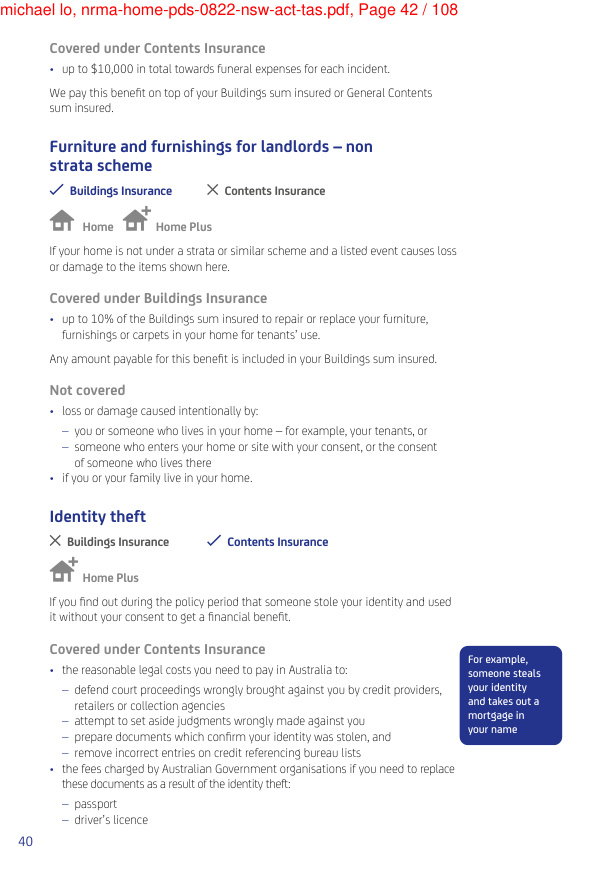 michael lo, nrma-home-pds-0822-nsw-act-tas.pdf, Page 42 / 108
Covered under Contents Insurance
• up to $10,000 in total towards funeral expenses for each incident.
We pay this benefit on top of your Buildings sum insured or General Contents
sum insured.
Furniture and furnishings for landlords – non
strata scheme
Buildings Insurance
Contents Insurance
Home
Home Plus
If your home is not under a strata or similar scheme and a listed event causes loss
or damage to the items shown here.
Covered under Buildings Insurance
• up to 10% of the Buildings sum insured to repair or replace your furniture,
furnishings or carpets in your home for tenants’ use.
Any amount payable for this benefit is included in your Buildings sum insured.
Not covered
• loss or damage caused intentionally by:
– you or someone who lives in your home – for example, your tenants, or
– someone who enters your home or site with your consent, or the consent
of someone who lives there
• if you or your family live in your home.
Identity theft
Buildings Insurance
Contents Insurance
Home Plus
If you find out during the policy period that someone stole your identity and used
it without your consent to get a financial benefit.
Covered under Contents Insurance
• the reasonable legal costs you need to pay in Australia to:
– defend court proceedings wrongly brought against you by credit providers,
retailers or collection agencies
– attempt to set aside judgments wrongly made against you
– prepare documents which confirm your identity was stolen, and
– remove incorrect entries on credit referencing bureau lists
• the fees charged by Australian Government organisations if you need to replace
these documents as a result of the identity theft:
– passport
– driver’s licence
For example,
someone steals
your identity
and takes out a
mortgage in
your name
40